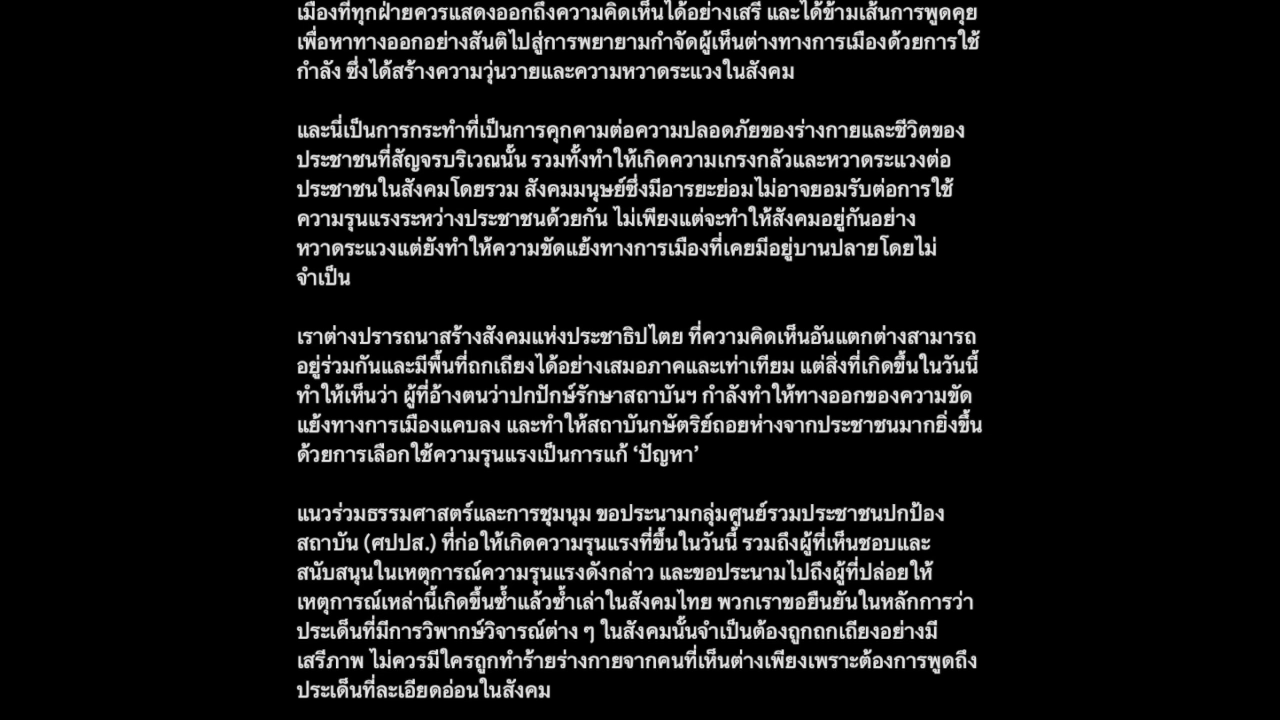 เมืองที่ทุกฝ่ายควรแสดงออกถึงความคิดเห็นได้อย่างเสรี และได้ข้ามเส้นการพูดคุย
เพื่อหาทางออกอย่างสันติไปสู่การพยายามกำจัดผู้เห็นต่างทางการเมืองด้วยการใช้
กำลัง ซึ่งได้สร้างความวุ่นวายและความหวาดระแวงในสังคม
และนี่เป็นการกระทำที่เป็นการคุกคามต่อความปลอดภัยของร่างกายและชีวิตของ
ประชาชนที่สัญจรบริเวณนั้น รวมทั้งทำให้เกิดความเกรงกลัวและหวาดระแวงต่อ
ประชาชนในสังคมโดยรวม สังคมมนุษย์ซึ่งมีอารยะย่อมไม่อาจยอมรับต่อการใช้
ความรุนแรงระหว่างประชาชนด้วยกัน ไม่เพียงแต่จะทำให้สังคมอยู่กันอย่าง
หวาดระแวงแต่ยังทำให้ความขัดแย้งทางการเมืองที่เคยมีอยู่บานปลายโดยไม่
จำเป็น
เราต่างปรารถนาสร้างสังคมแห่งประชาธิปไตย ที่ความคิดเห็นอันแตกต่างสามารถ
อยู่ร่วมกันและมีพื้นที่ถกเถียงได้อย่างเสมอภาคและเท่าเทียม แต่สิ่งที่เกิดขึ้นในวันนี้
ทำให้เห็นว่า ผู้ที่อ้างตนว่าปกปักษ์รักษาสถาบันฯ กำลังทำให้ทางออกของความขัด
แย้งทางการเมืองแคบลง และทำให้สถาบันกษัตริย์ถอยห่างจากประชาชนมากยิ่งขึ้น
ด้วยการเลือกใช้ความรุนแรงเป็นการแก้ ‘ปัญหา’
แนวร่วมธรรมศาสตร์และการชุมนุม ขอประนามกลุ่มศูนย์รวมประชาชนปกป้อง
สถาบัน (ศปปส.) ที่ก่อให้เกิดความรุนแรงที่ขึ้นในวันนี้ รวมถึงผู้ที่เห็นชอบและ
สนับสนุนในเหตุการณ์ความรุนแรงดังกล่าว และขอประนามไปถึงผู้ที่ปล่อยให้
เหตุการณ์เหล่านี้เกิดขึ้นซ้ำแล้วซ้ำเล่าในสังคมไทย พวกเราขอยืนยันในหลักการว่า
ประเด็นที่มีการวิพากษ์วิจารณ์ต่าง ๆ ในสังคมนั้นจำเป็นต้องถูกถกเถียงอย่างมี
เสรีภาพ ไม่ควรมีใครถูกทำร้ายร่างกายจากคนที่เห็นต่างเพียงเพราะต้องการพูดถึง
ประเด็นที่ละเอียดอ่อนในสังคม